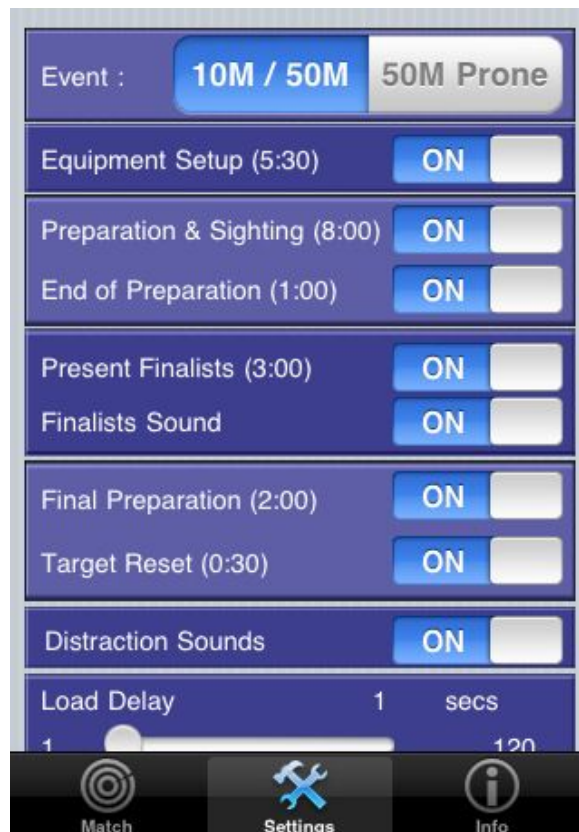 Event : 10M / 50M 50M Prone
Equipment Setup (5:30) ON
Preparation & Sighting (8:00) ON
End of Preparation (1:00) ON
Present Finalists (3:00) ON
Finalists Sound ON
Final Preparation (2:00) ON
Target Reset (0:30) ON
Distraction Sounds ON
Load Delay 1 secs
1 120
Match Settings Info